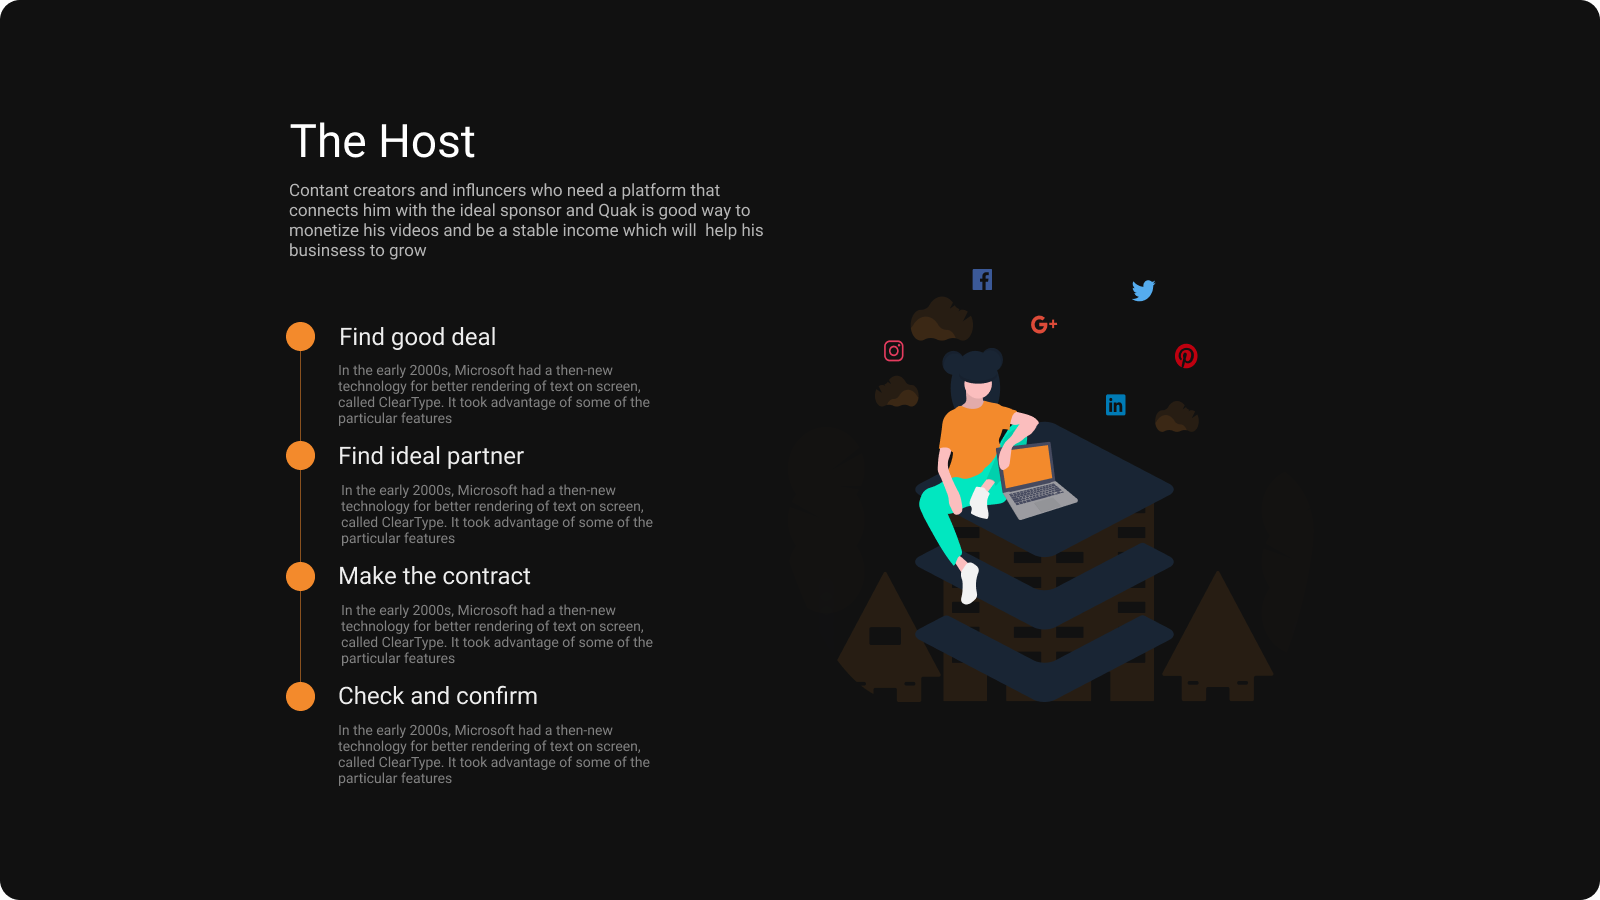 The Host
Contant creators and influncers who need a platform that
connects him with the ideal sponsor and Quak is good way to
monetize his videos and be a stable income which will  help his
businsess to grow
Find good deal
In the early 2000s, Microsoft had a then-new
technology for better rendering of text on screen,
called ClearType. It took advantage of some of the
particular features
Find ideal partner
In the early 2000s, Microsoft had a then-new
technology for better rendering of text on screen,
called ClearType. It took advantage of some of the
particular features
Make the contract
In the early 2000s, Microsoft had a then-new
technology for better rendering of text on screen,
called ClearType. It took advantage of some of the
particular features
Check and confirm
In the early 2000s, Microsoft had a then-new
technology for better rendering of text on screen,
called ClearType. It took advantage of some of the
particular features